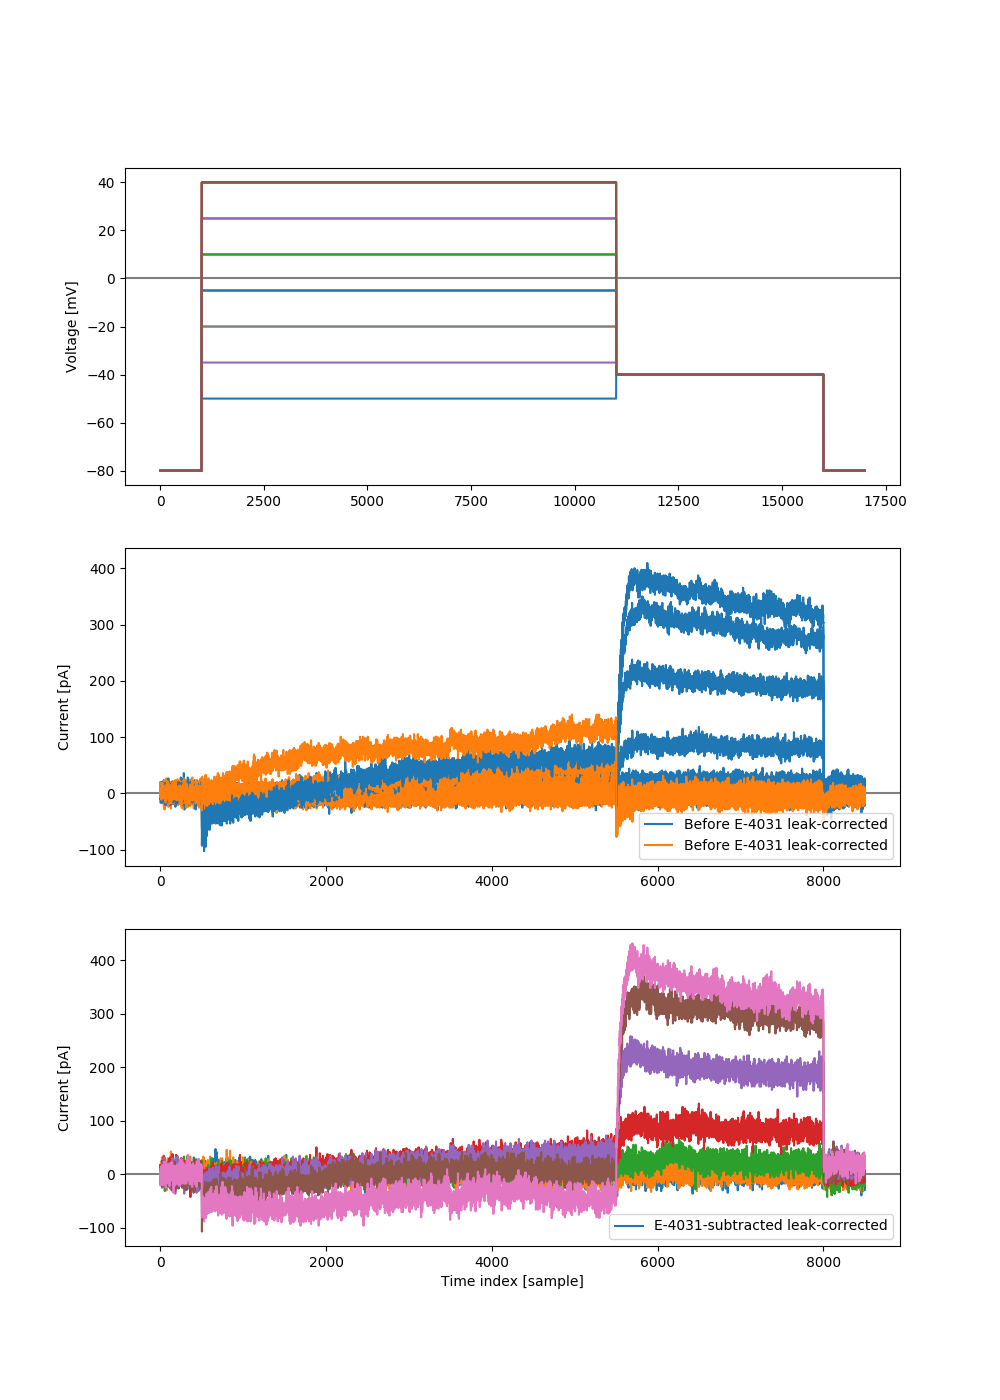 Voltage [mV]
40
20
0
−20
−40
−60
−80
0 2500 5000 7500 10000 12500 15000 17500
Current [pA]
400
300
200
100
0
−100
Before E-4031 leak-corrected
Before E-4031 leak-corrected
0 2000 4000 6000 8000
Current [pA]
400
300
200
100
0
−100
E-4031-subtracted leak-corrected
0 2000 4000 6000 8000
Time index [sample]